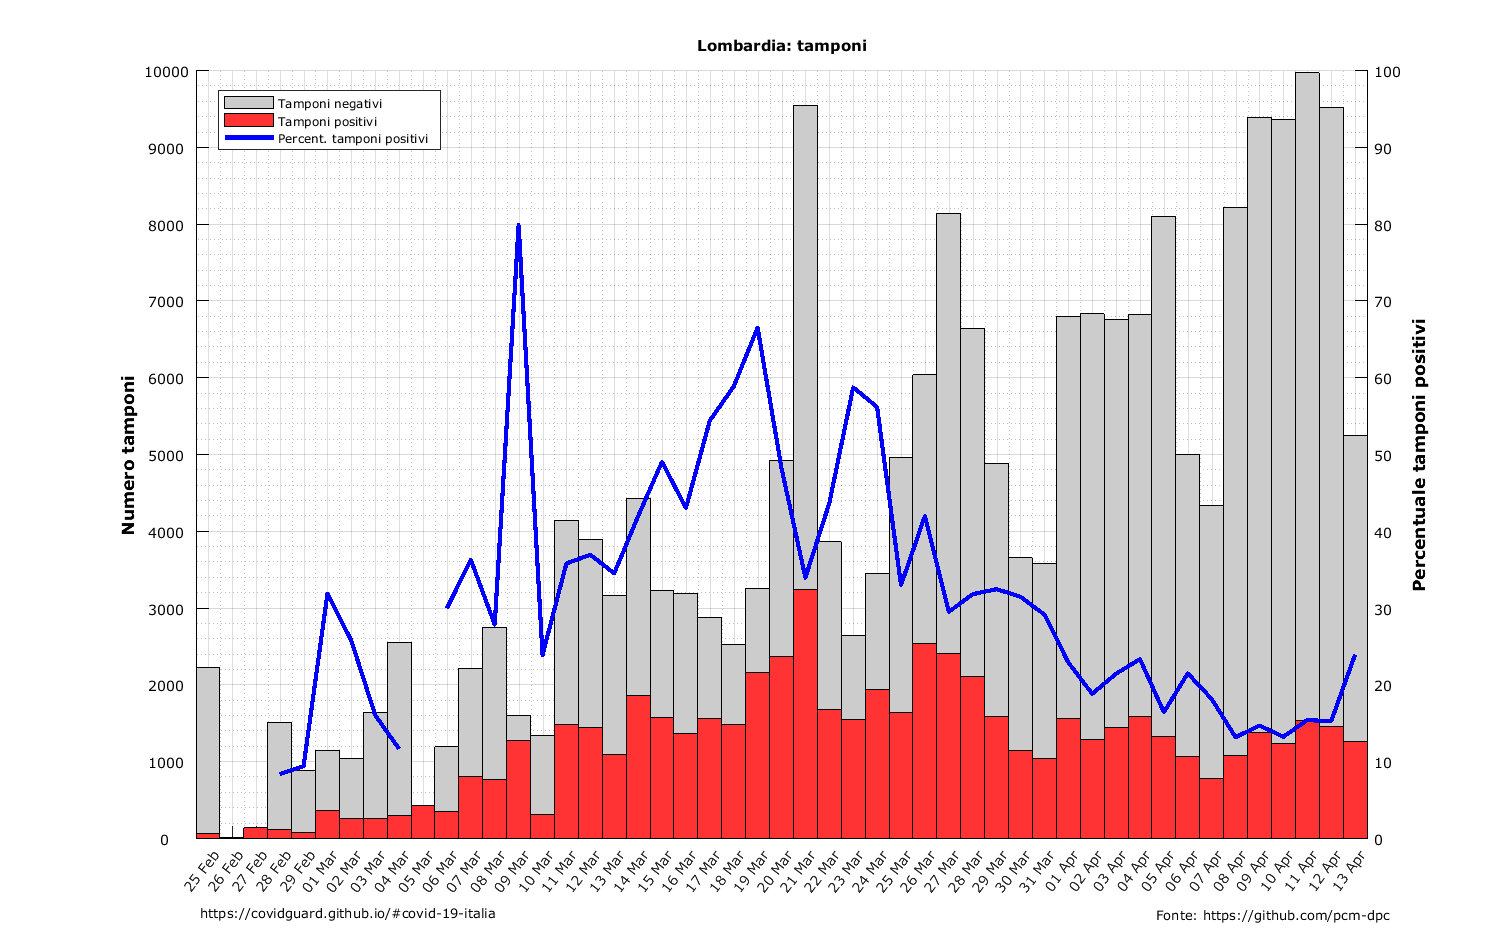 Lombardia: tamponi
Tamponi negativi
Tamponi positivi
Percent. tamponi positivi
Numero tamponi
10000
9000
8000
7000
6000
5000
4000
3000
2000
1000
0
Percentuale tamponi positivi
100
90
80
70
60
50
40
30
20
10
0
25 Feb
26 Feb
27 Feb
28 Feb
29 Feb
01 Mar
02 Mar
03 Mar
04 Mar
05 Mar
06 Mar
07 Mar
08 Mar
09 Mar
10 Mar
11 Mar
12 Mar
13 Mar
14 Mar
15 Mar
16 Mar
17 Mar
18 Mar
19 Mar
20 Mar
21 Mar
22 Mar
23 Mar
24 Mar
25 Mar
26 Mar
27 Mar
28 Mar
29 Mar
30 Mar
31 Mar
01 Apr
02 Apr
03 Apr
04 Apr
05 Apr
06 Apr
07 Apr
08 Apr
09 Apr
10 Apr
11 Apr
12 Apr
13 Apr
https://covidguard.github.io/#covid-19-italia
Fonte: https://github.com/pcm-dpc